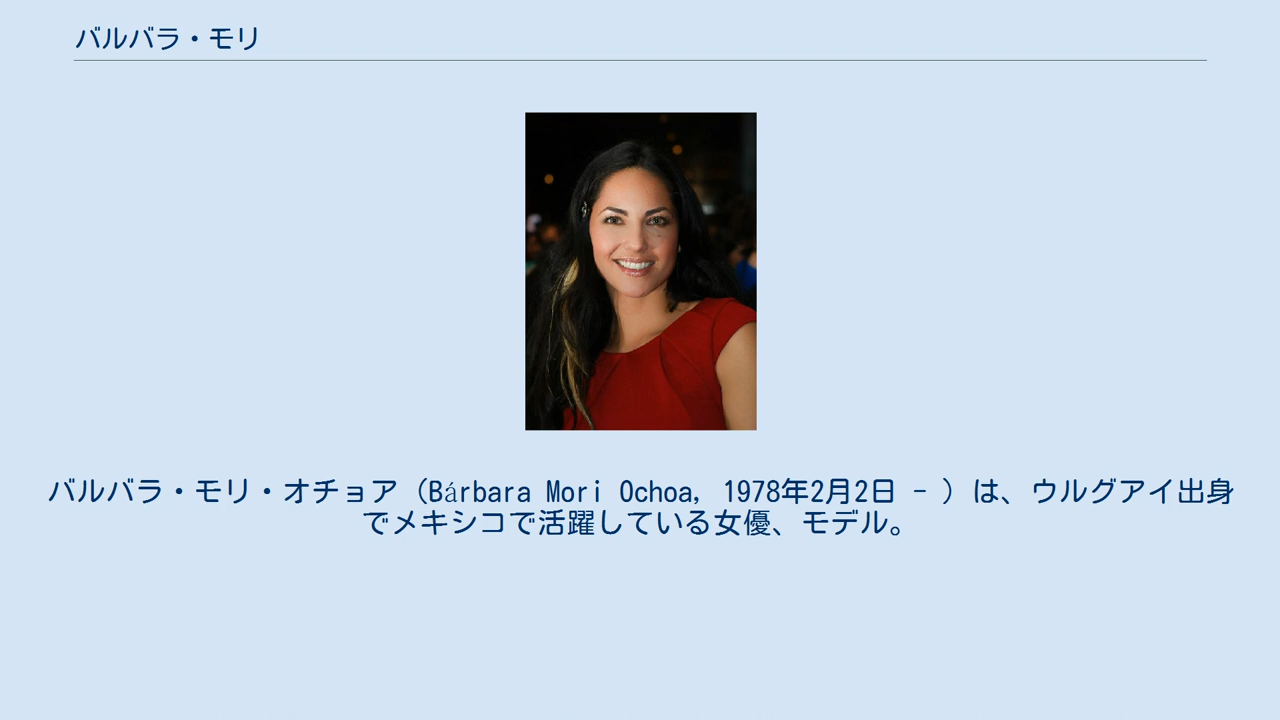 バルバラ・モリ
バルバラ・モリ・オチョア（Bárbara Mori Ochoa, 1978年2月2日 - ）は、ウルグアイ出身
でメキシコで活躍している女優、モデル。